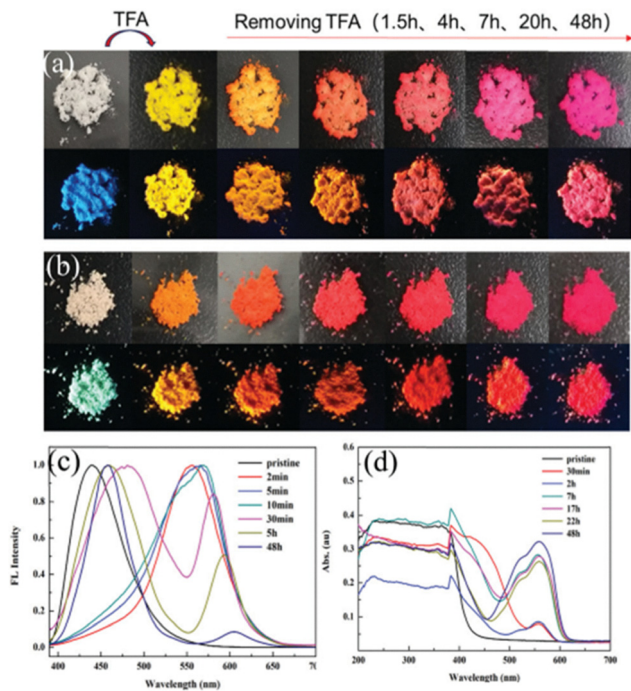 TFA
Removing TFA (1.5h、4h、7h、20h、48h)
(a)
(b)
(c)
pristine
2min
5min
10min
30min
5h
48h
FL Intensity
1.0
0.8
0.6
0.4
0.2
0.0
400 450 500 550 600 650 700
Wavelength (nm)
(d)
pristine
30min
2h
7h
17h
22h
48h
Abs. (au)
0.6
0.5
0.4
0.3
0.2
0.1
200 300 400 500 600 700
Wavelength (nm)